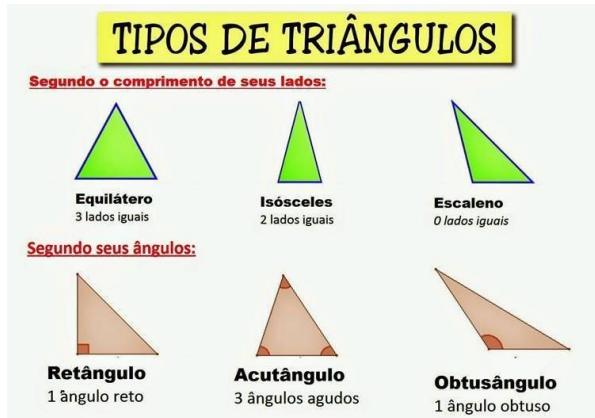 TIPOS DE TRIÂNGULOS
Segundo o comprimento de seus lados:
Equilátero
3 lados iguais
Isósceles
2 lados iguais
Escaleno
0 lados iguais
Segundo seus ângulos:
Retângulo
1 ângulo reto
Acutângulo
3 ângulos agudos
Obtusângulo
1 ângulo obtuso